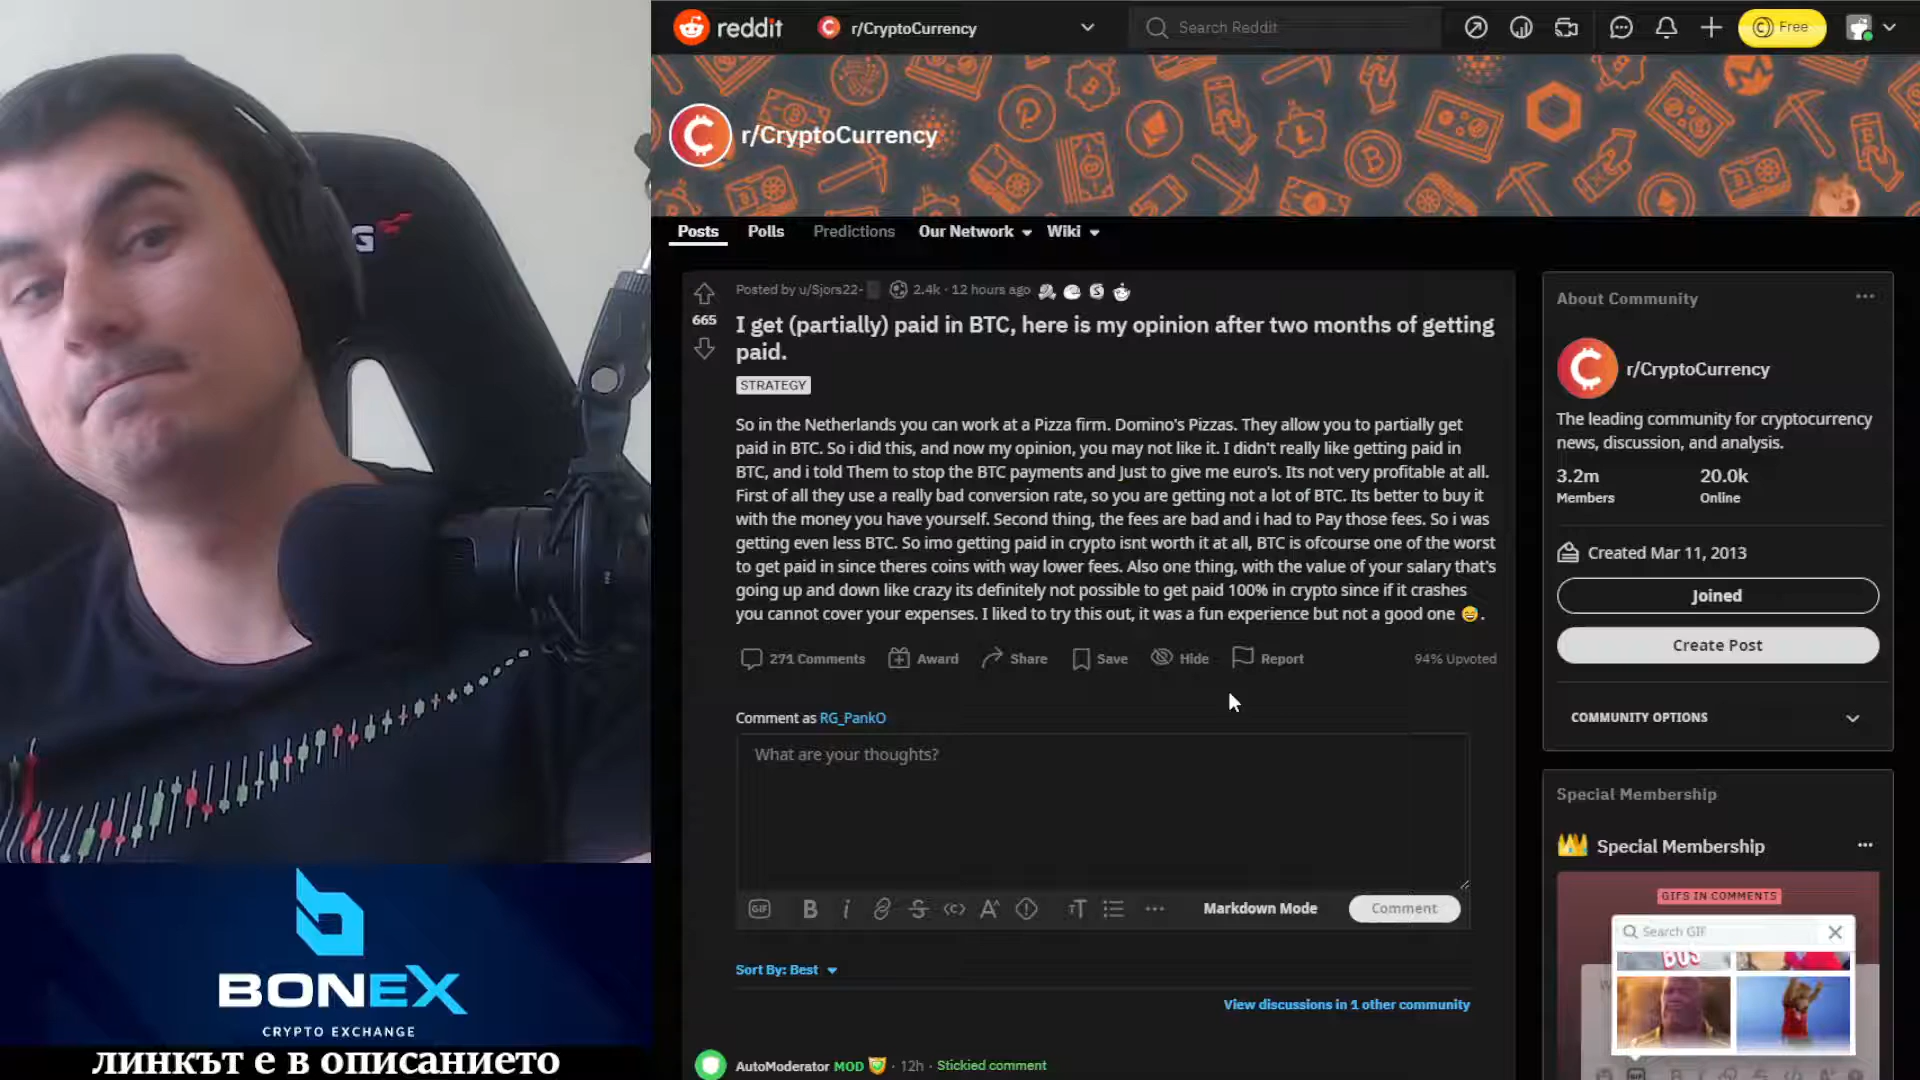 reddit
r/CryptoCurrency
Search Reddit
Free
r/CryptoCurrency
Posts
Polls
Predictions
Our Network
Wiki
Posted by u/Sjors22-
2.4k · 12 hours ago
665
I get (partially) paid in BTC, here is my opinion after two months of getting
paid.
STRATEGY
So in the Netherlands you can work at a Pizza firm. Domino's Pizzas. They allow you to partially get
paid in BTC. So i did this, and now my opinion, you may not like it. I didn't really like getting paid in
BTC, and i told Them to stop the BTC payments and Just to give me euro's. Its not very profitable at all.
First of all they use a really bad conversion rate, so you are getting not a lot of BTC. Its better to buy it
with the money you have yourself. Second thing, the fees are bad and i had to Pay those fees. So i was
getting even less BTC. So imo getting paid in crypto isnt worth it at all, BTC is ofcourse one of the worst
to get paid in since theres coins with way lower fees. Also one thing, with the value of your salary that's
going up and down like crazy its definitely not possible to get paid 100% in crypto since if it crashes
you cannot cover your expenses. I liked to try this out, it was a fun experience but not a good one 😅.
271 Comments
Award
Share
Save
Hide
Report
94% Upvoted
Comment as RG_PankO
What are your thoughts?
GIF
Markdown Mode
Comment
Sort By: Best
View discussions in 1 other community
AutoModerator MOD · 12h · Stickied comment
About Community
r/CryptoCurrency
The leading community for cryptocurrency
news, discussion, and analysis.
3.2m
20.0k
Members
Online
Created Mar 11, 2013
Joined
Create Post
COMMUNITY OPTIONS
Special Membership
Special Membership
GIFS IN COMMENTS
Search GIF
BONEX
CRYPTO EXCHANGE
линкът е в описанието